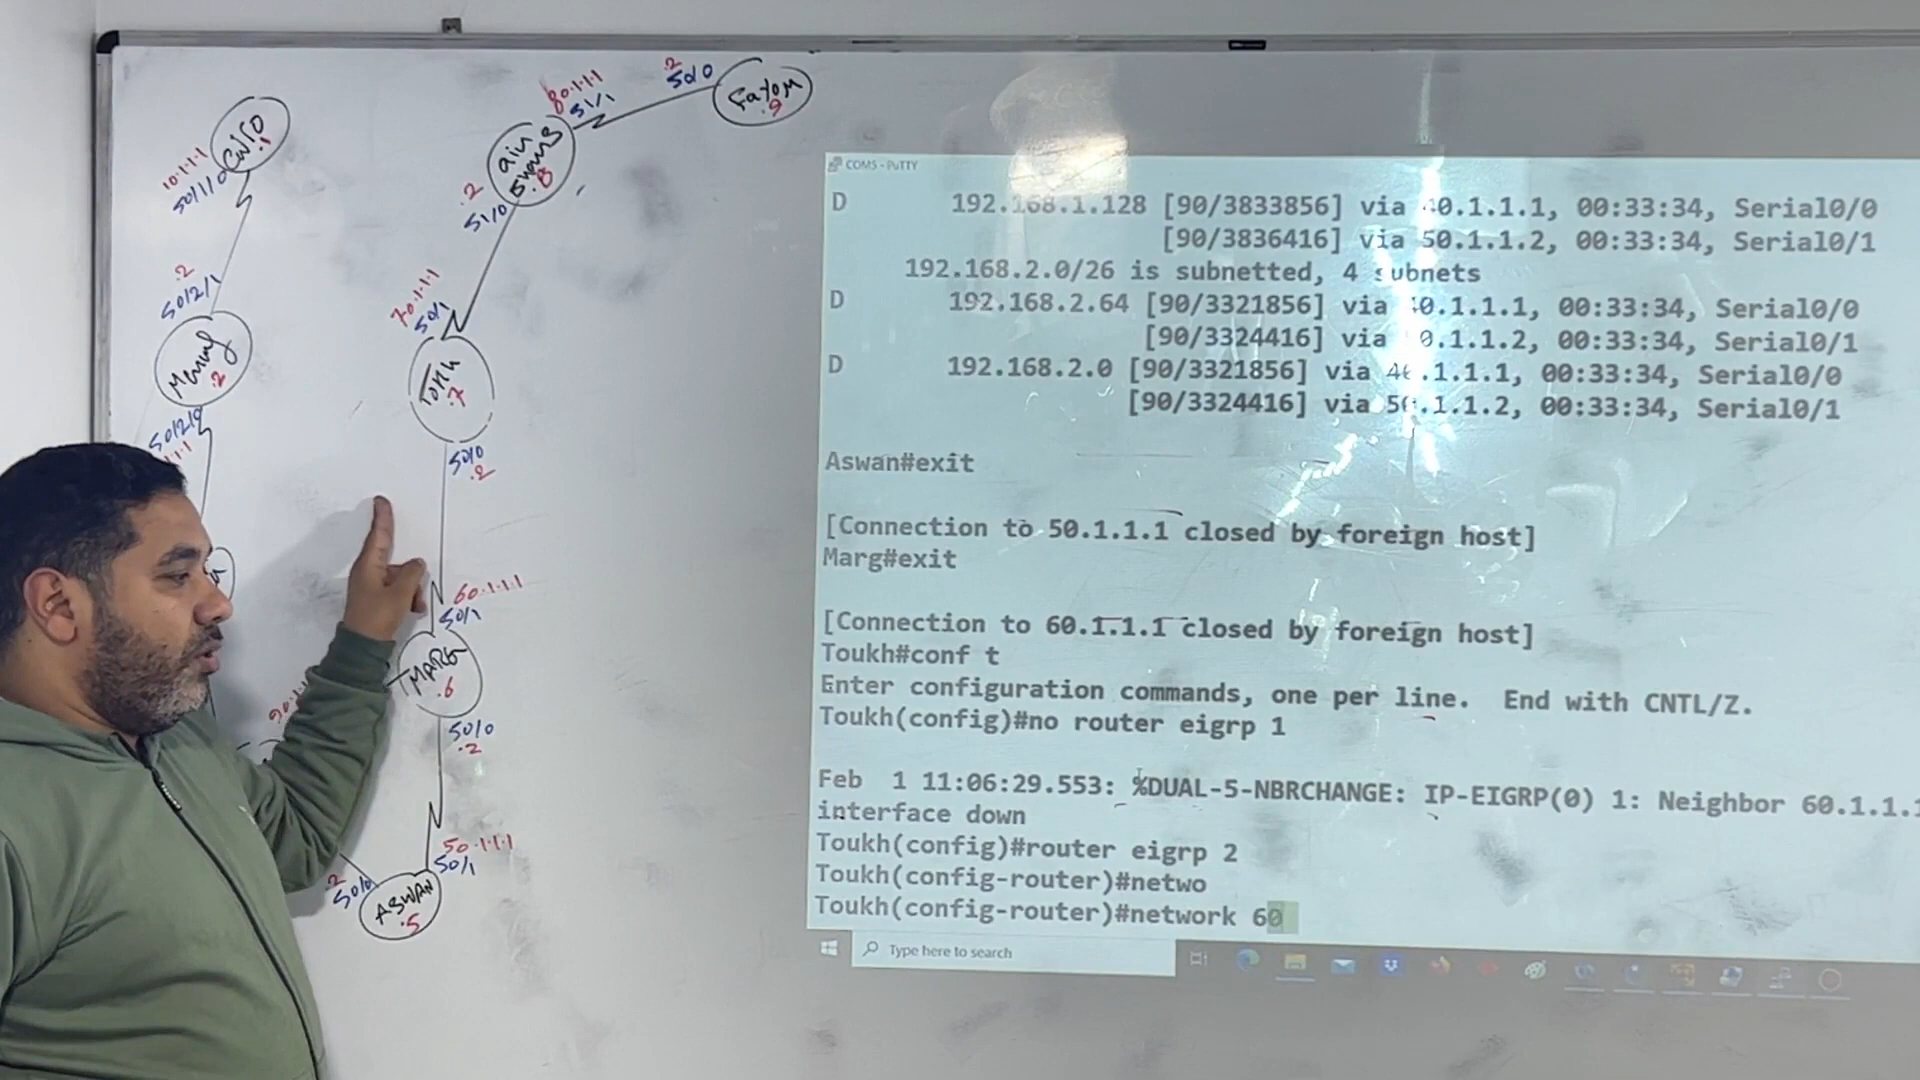 Cairo
.1
10.1.1.1
S0/1/0
.2
S0/2/1
Menouf
.2
S0/2/0
1.1
Fayom
.9
.2
S0/0
80.1.1.1
S1/1
ain
swans
.8
.2
S1/0
70.1.1.1
S0/1
Tokh
.7
S0/0
.2
60.1.1.1
S0/1
MARG
.6
S0/0
.2
90.1.1
50.1.1.1
S0/1
.2
S0/0
ASWAN
.5
COM5 - PuTTY
D 192.168.1.128 [90/3833856] via 40.1.1.1, 00:33:34, Serial0/0
[90/3836416] via 50.1.1.2, 00:33:34, Serial0/1
192.168.2.0/26 is subnetted, 4 subnets
D 192.168.2.64 [90/3321856] via 40.1.1.1, 00:33:34, Serial0/0
[90/3324416] via 50.1.1.2, 00:33:34, Serial0/1
D 192.168.2.0 [90/3321856] via 40.1.1.1, 00:33:34, Serial0/0
[90/3324416] via 50.1.1.2, 00:33:34, Serial0/1
Aswan#exit
[Connection to 50.1.1.1 closed by foreign host]
Marg#exit
[Connection to 60.1.1.1 closed by foreign host]
Toukh#conf t
Enter configuration commands, one per line. End with CNTL/Z.
Toukh(config)#no router eigrp 1
Feb 1 11:06:29.553: %DUAL-5-NBRCHANGE: IP-EIGRP(0) 1: Neighbor 60.1.1.1
interface down
Toukh(config)#router eigrp 2
Toukh(config-router)#netwo
Toukh(config-router)#network 60
Type here to search